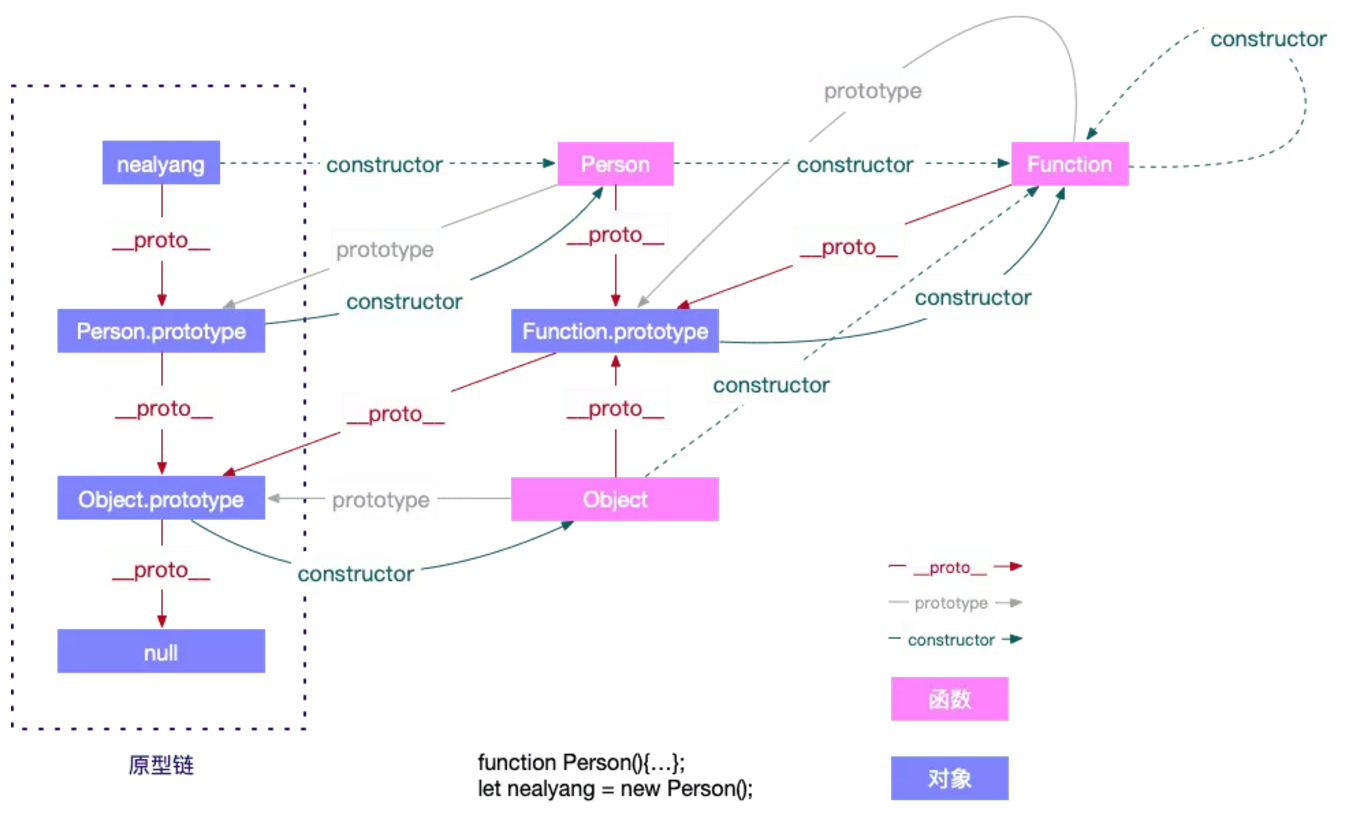 constructor
prototype
nealyang
constructor
Person
constructor
Function
__proto__
__proto__
__proto__
prototype
constructor
constructor
Person.prototype
Function.prototype
constructor
__proto__
__proto__
__proto__
Object.prototype
prototype
Object
__proto__
constructor
null
__proto__
prototype
constructor
函数
对象
原型链
function Person(){...};
let nealyang = new Person();